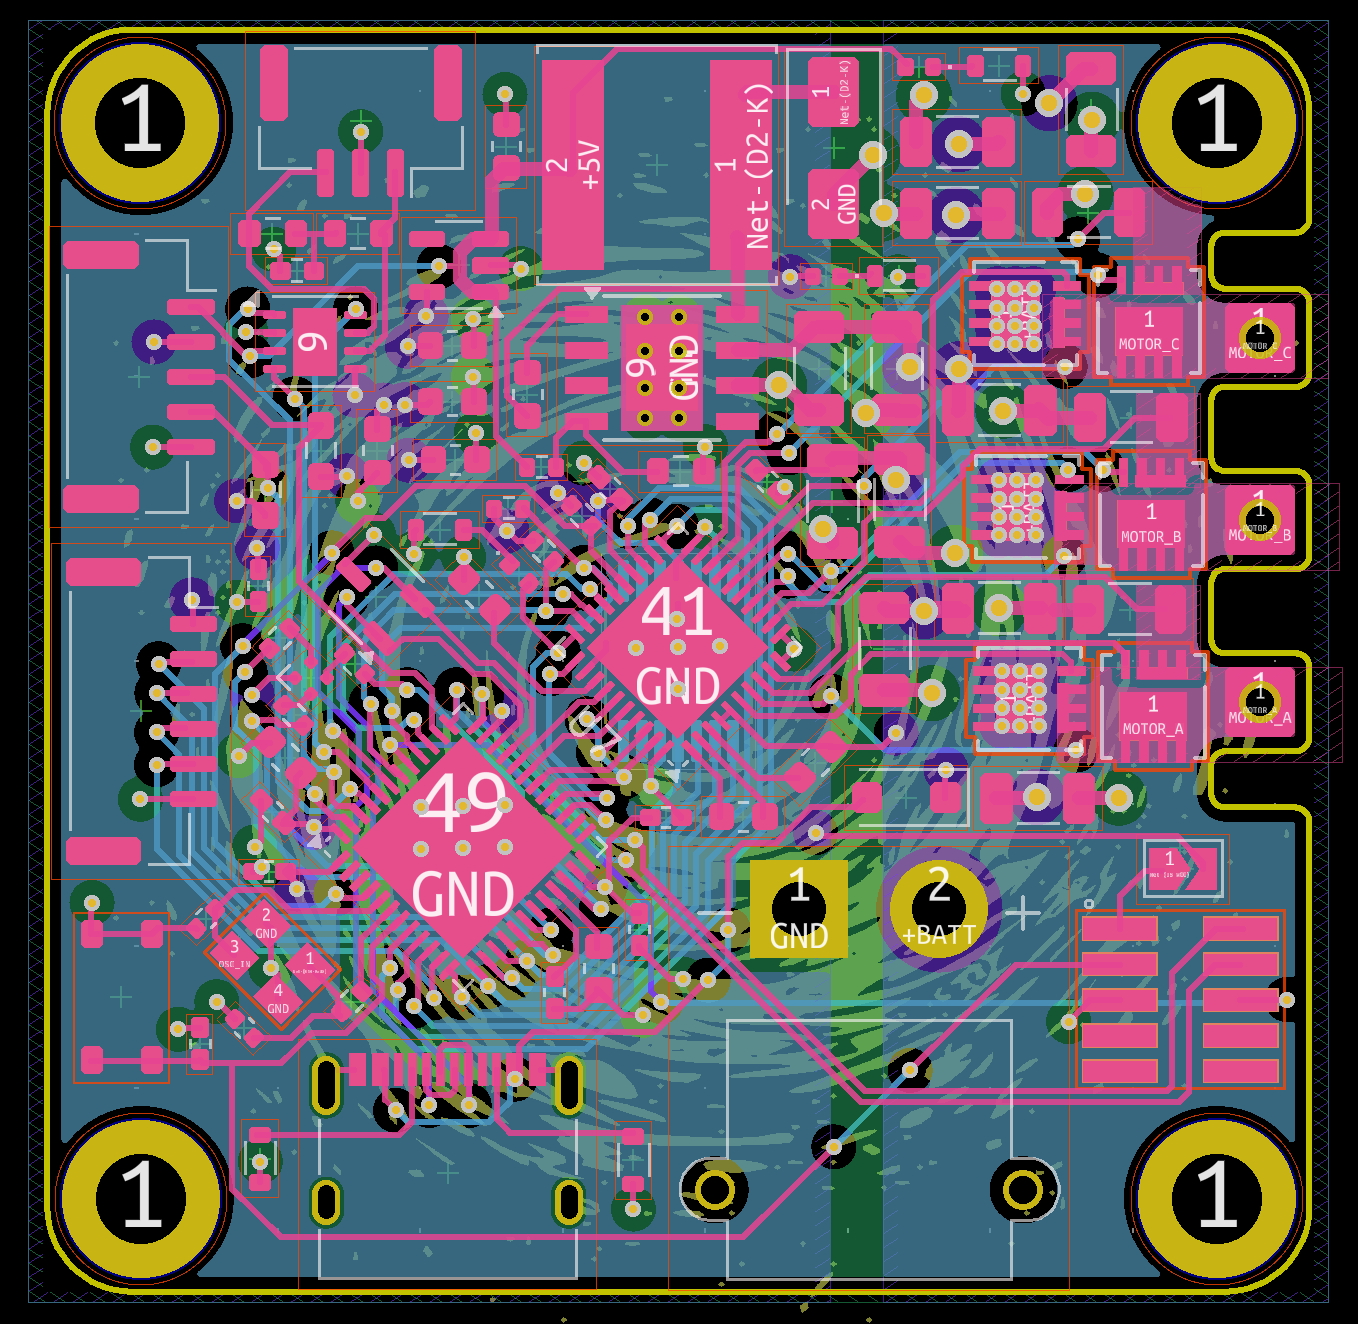 1
1
2
+5V
1
Net-(D2-K)
1
Net-(D2-K)
2
GND
9
9
GND
1
MOTOR_C
1
MOTOR_C
1
MOTOR_B
1
MOTOR_B
1
MOTOR_A
1
MOTOR_A
41
GND
49
GND
1
GND
2
+BATT
1
2
GND
3
OSC_IN
1
4
GND
1
1